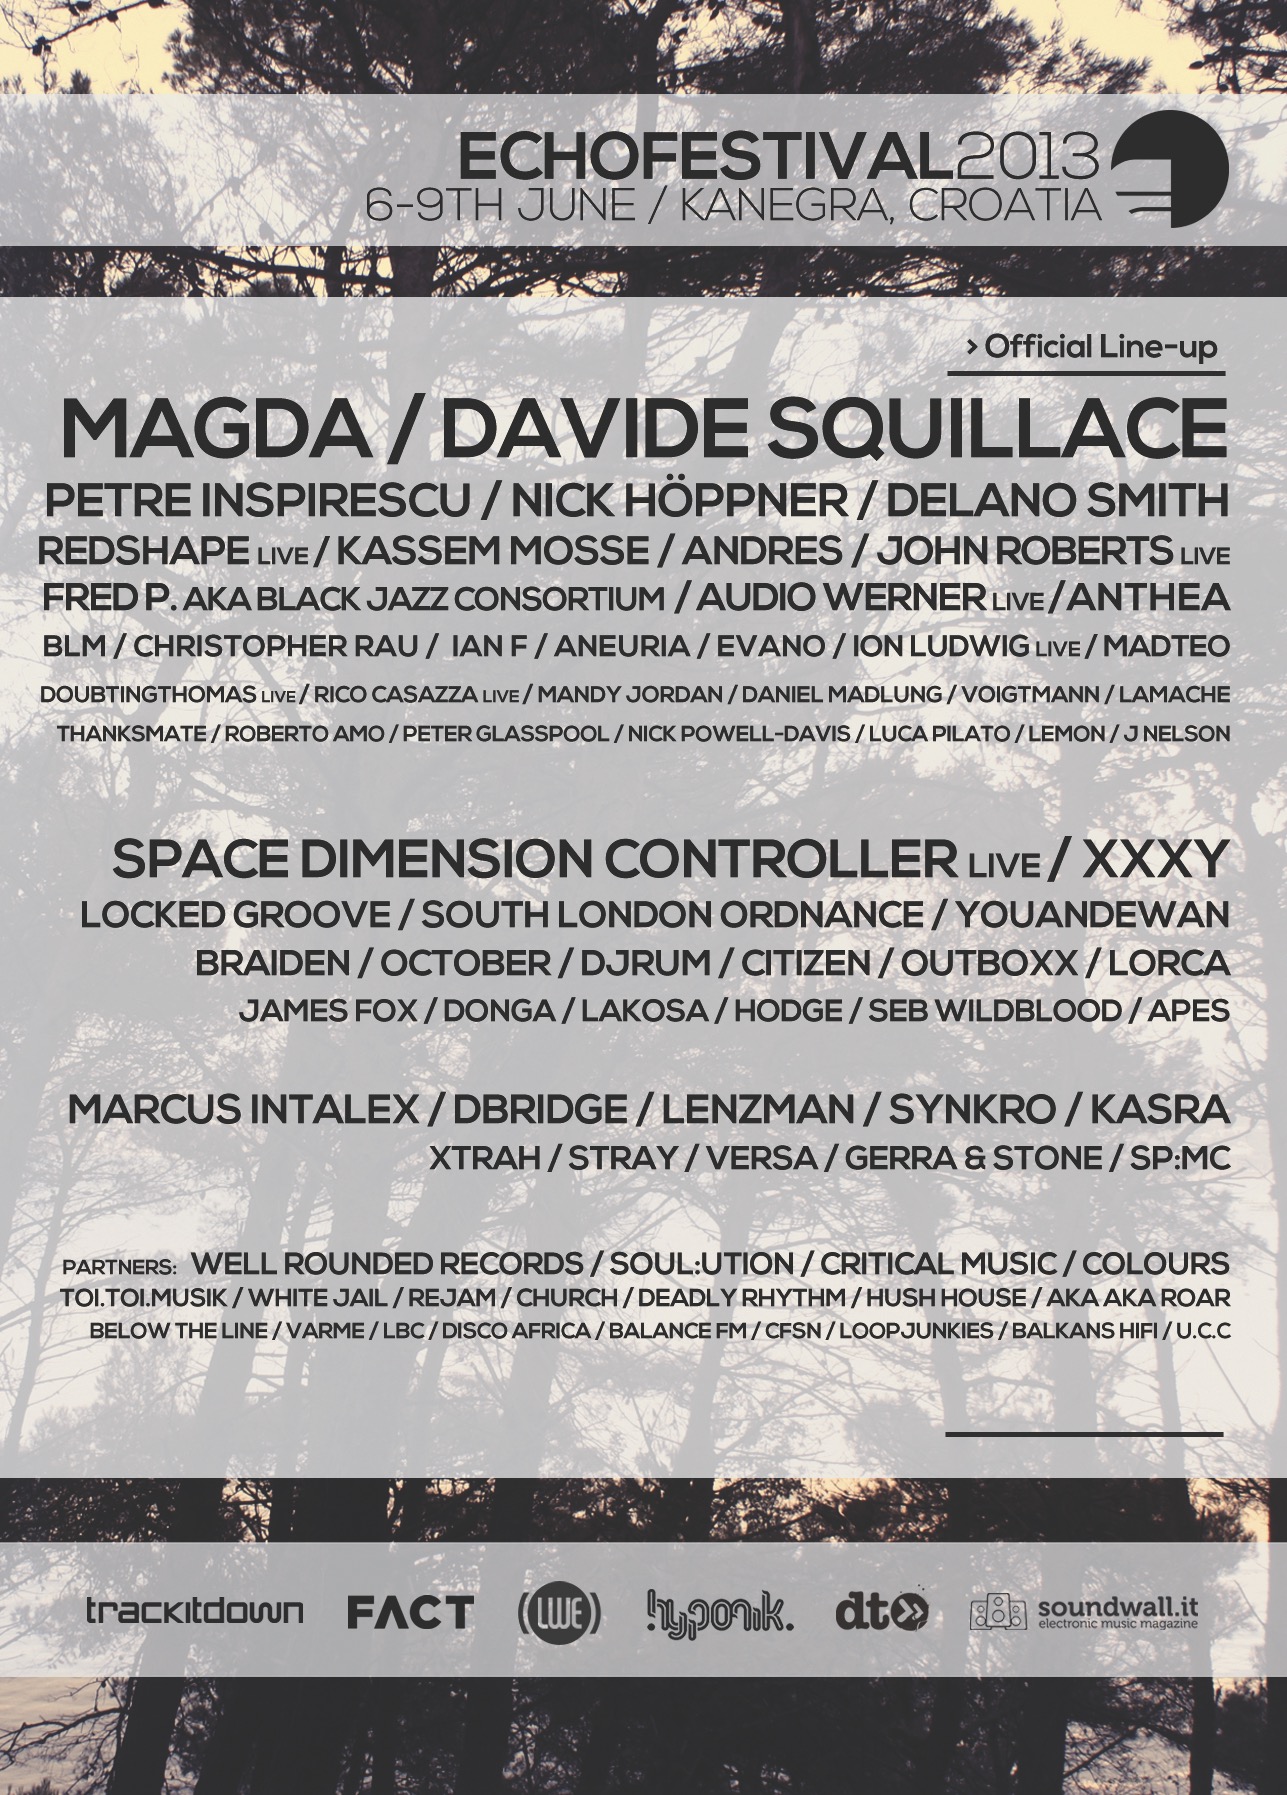 ECHOFESTIVAL2013
6-9TH JUNE / KANEGRA, CROATIA
> Official Line-up
MAGDA / DAVIDE SQUILLACE
PETRE INSPIRESCU / NICK HÖPPNER / DELANO SMITH
REDSHAPE LIVE / KASSEM MOSSE / ANDRES / JOHN ROBERTS LIVE
FRED P. AKA BLACK JAZZ CONSORTIUM / AUDIO WERNER LIVE / ANTHEA
BLM / CHRISTOPHER RAU / IAN F / ANEURIA / EVANO / ION LUDWIG LIVE / MADTEO
DOUBTINGTHOMAS LIVE / RICO CASAZZA LIVE / MANDY JORDAN / DANIEL MADLUNG / VOIGTMANN / LAMACHE
THANKSMATE / ROBERTO AMO / PETER GLASSPOOL / NICK POWELL-DAVIS / LUCA PILATO / LEMON / J NELSON
SPACE DIMENSION CONTROLLER LIVE / XXXY
LOCKED GROOVE / SOUTH LONDON ORDNANCE / YOUANDEWAN
BRAIDEN / OCTOBER / DJRUM / CITIZEN / OUTBOXX / LORCA
JAMES FOX / DONGA / LAKOSA / HODGE / SEB WILDBLOOD / APES
MARCUS INTALEX / DBRIDGE / LENZMAN / SYNKRO / KASRA
XTRAH / STRAY / VERSA / GERRA & STONE / SP:MC
PARTNERS: WELL ROUNDED RECORDS / SOUL:UTION / CRITICAL MUSIC / COLOURS
TOI.TOI.MUSIK / WHITE JAIL / REJAM / CHURCH / DEADLY RHYTHM / HUSH HOUSE / AKA AKA ROAR
BELOW THE LINE / VARME / LBC / DISCO AFRICA / BALANCE FM / CFSN / LOOPJUNKIES / BALKANS HIFI / U.C.C
trackitdown FACT (LWE) !hyponik. dt soundwall.it
electronic music magazine